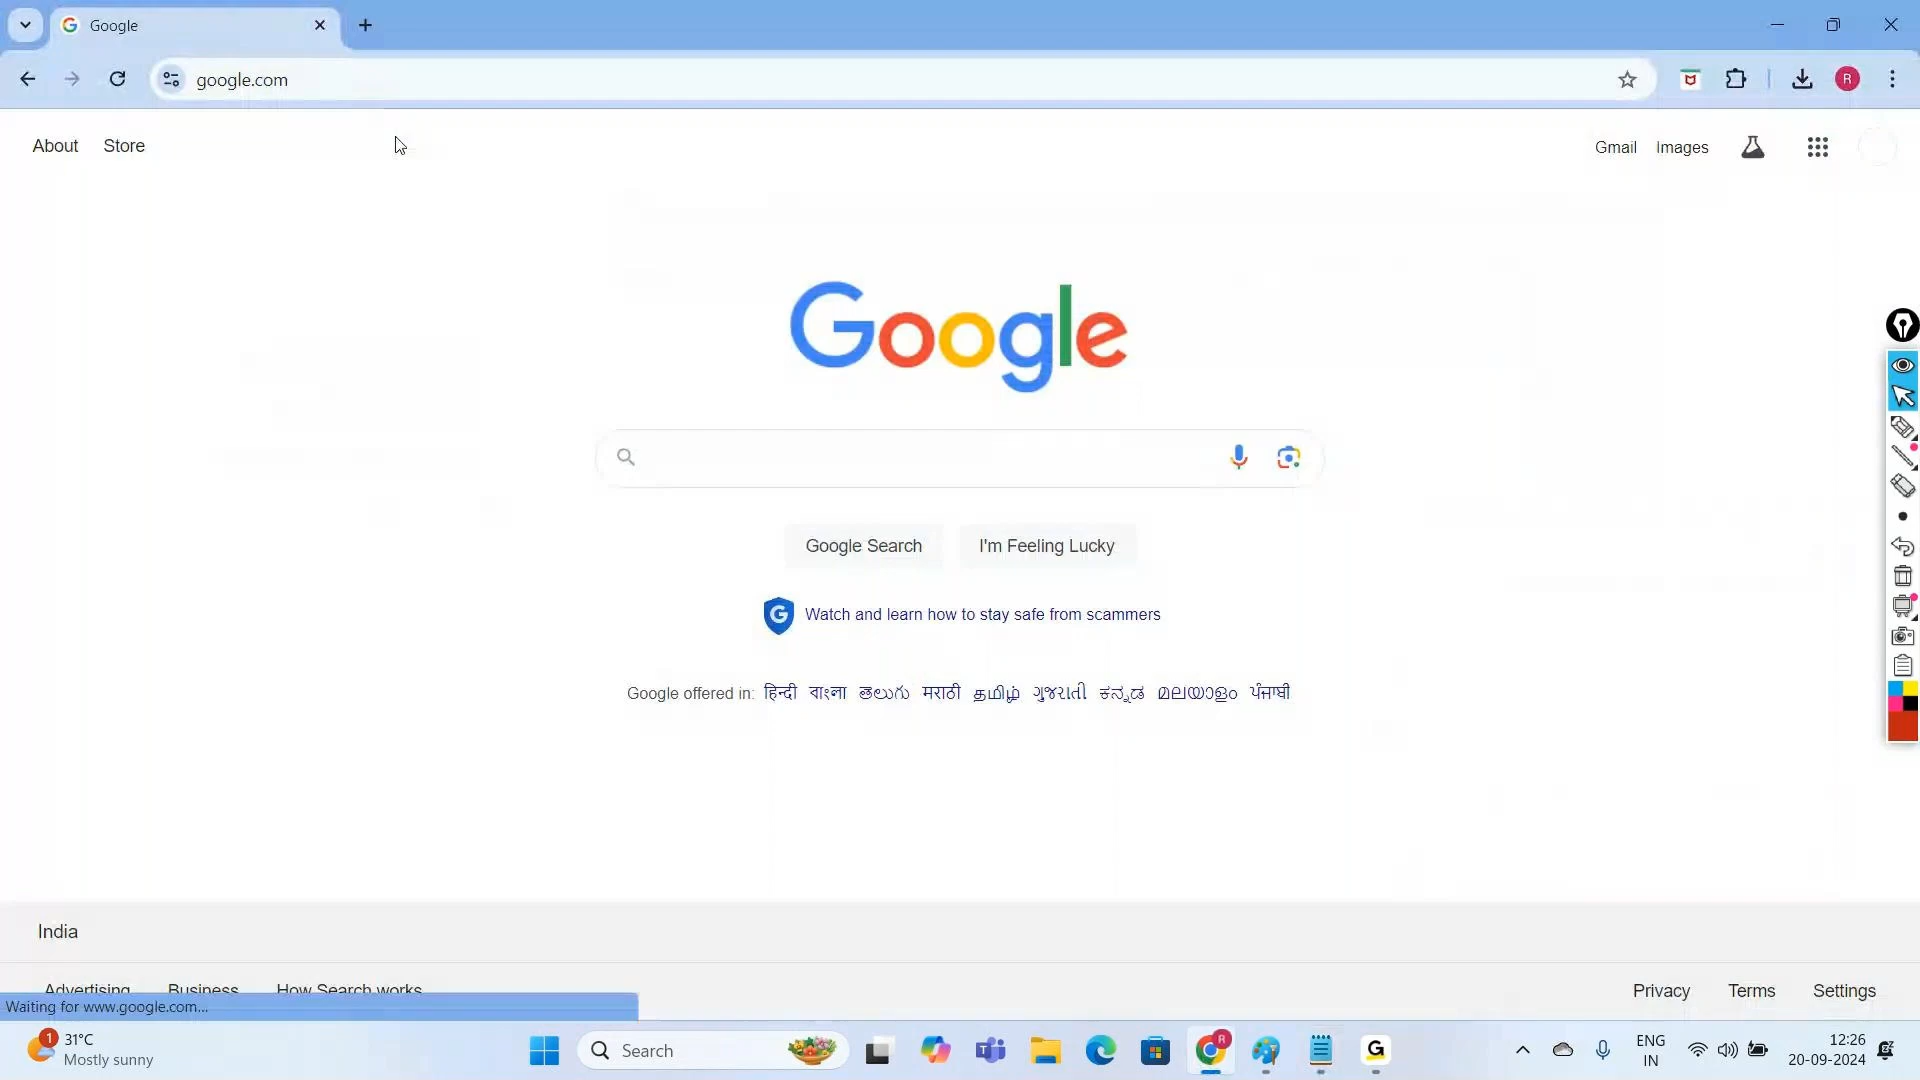 Google
google.com
R
About Store
Gmail Images
Google
Google Search I'm Feeling Lucky
G Watch and learn how to stay safe from scammers
Google offered in: हिन्दी বাংলা తెలుగు मराठी தமிழ் ગુજરાતી ಕನ್ನಡ മലയാളം ਪੰਜਾਬੀ
India
Advertising Business How Search works
Privacy Terms Settings
Waiting for www.google.com...
1 31°C
Mostly sunny
Search
R
G
ENG
IN
12:26
20-09-2024